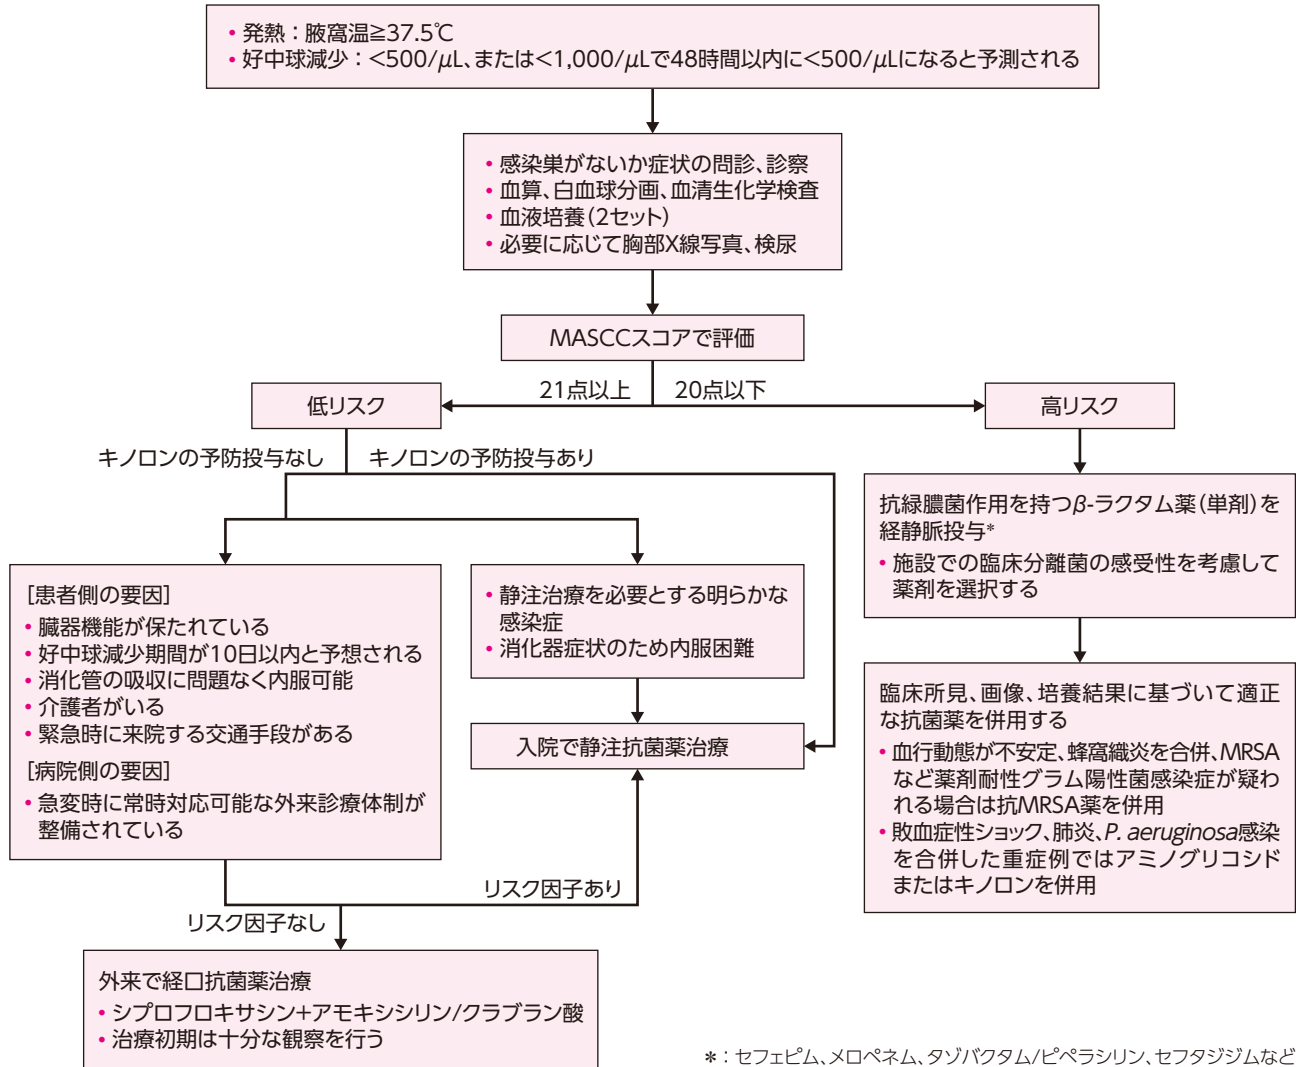 • 発熱：腋窩温≧37.5℃
• 好中球減少：<500/μL、または<1,000/μLで48時間以内に<500/μLになると予測される
• 感染巣がないか症状の問診、診察
• 血算、白血球分画、血清生化学検査
• 血液培養（2セット）
• 必要に応じて胸部X線写真、検尿
MASCCスコアで評価
21点以上
20点以下
低リスク
高リスク
キノロンの予防投与なし
キノロンの予防投与あり
[患者側の要因]
• 臓器機能が保たれている
• 好中球減少期間が10日以内と予想される
• 消化管の吸収に問題なく内服可能
• 介護者がいる
• 緊急時に来院する交通手段がある
[病院側の要因]
• 急変時に常時対応可能な外来診療体制が
整備されている
• 静注治療を必要とする明らかな
感染症
• 消化器症状のため内服困難
入院で静注抗菌薬治療
抗緑膿菌作用を持つβ-ラクタム薬（単剤）を
経静脈投与*
• 施設での臨床分離菌の感受性を考慮して
薬剤を選択する
臨床所見、画像、培養結果に基づいて適正
な抗菌薬を併用する
• 血行動態が不安定、蜂窩織炎を合併、MRSA
など薬剤耐性グラム陽性菌感染症が疑わ
れる場合は抗MRSA薬を併用
• 敗血症性ショック、肺炎、P. aeruginosa感染
を合併した重症例ではアミノグリコシド
またはキノロンを併用
リスク因子あり
リスク因子なし
外来で経口抗菌薬治療
• シプロフロキサシン+アモキシシリン/クラブラン酸
• 治療初期は十分な観察を行う
*：セフェピム、メロペネム、タゾバクタム/ピペラシリン、セフタジジムなど